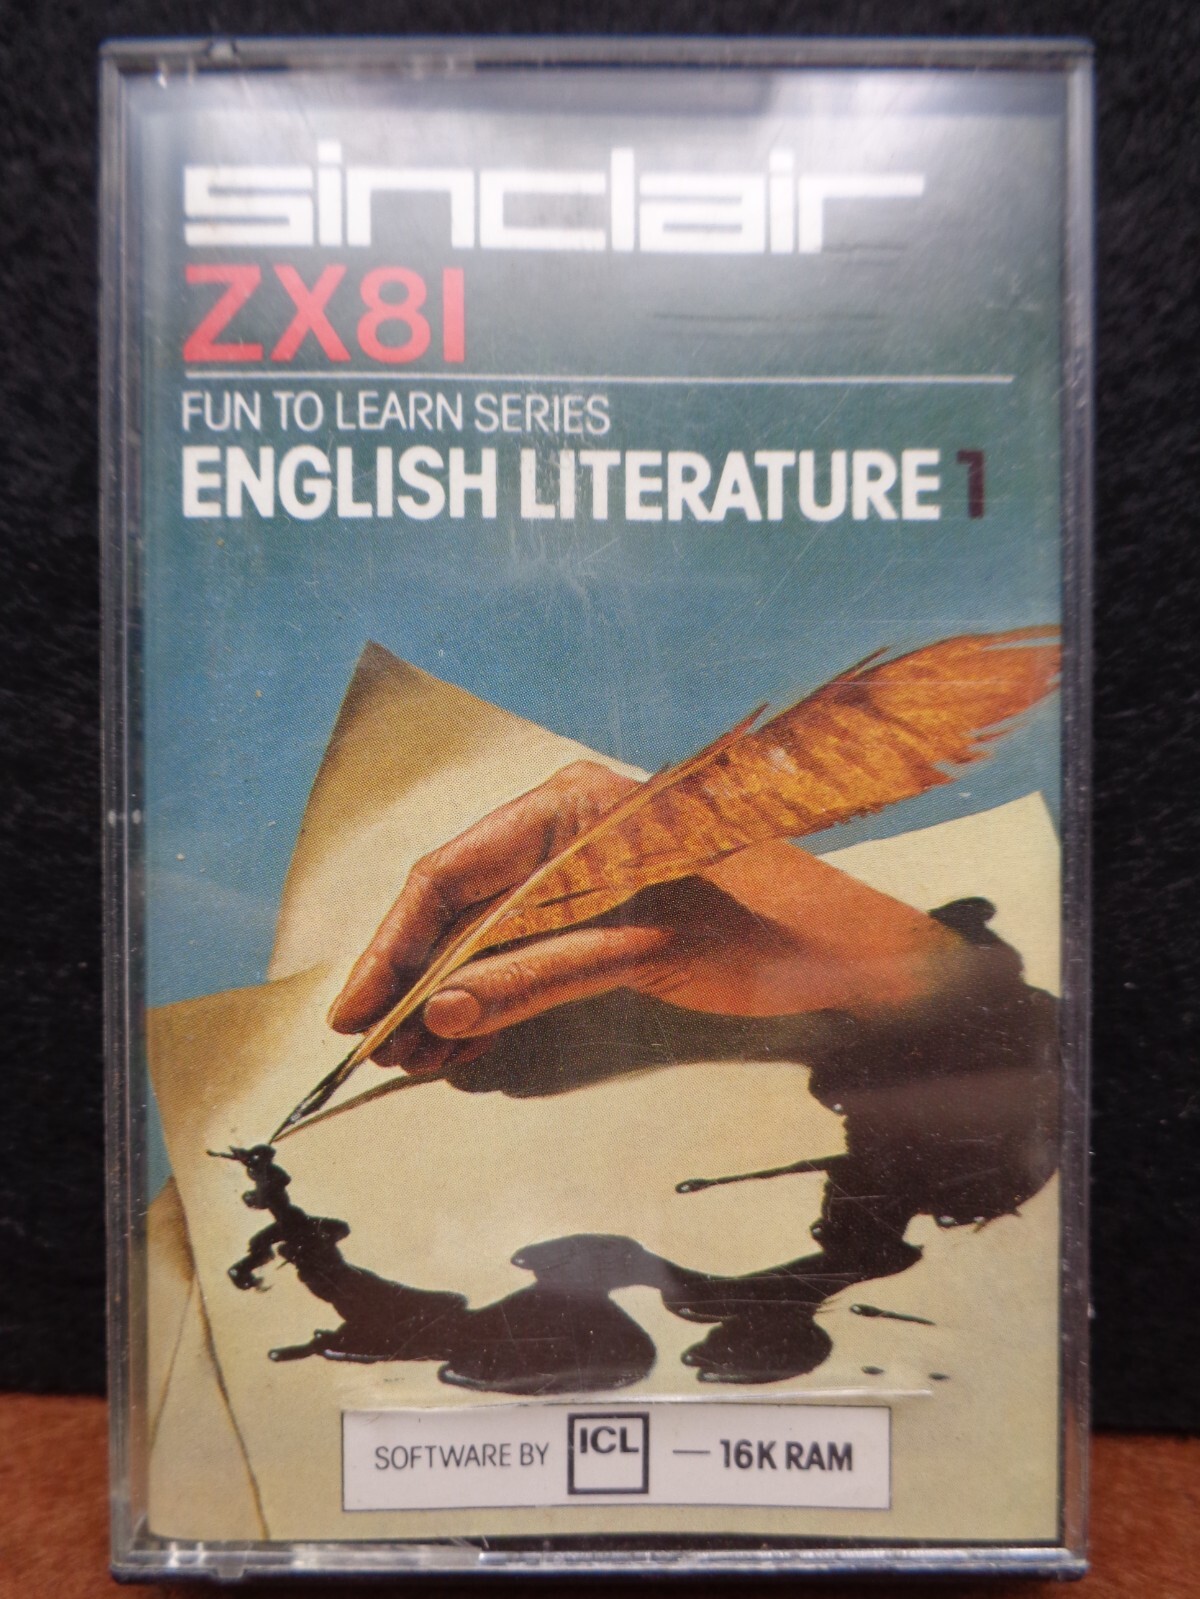 sinclair
ZX81
FUN TO LEARN SERIES
ENGLISH LITERATURE 1
SOFTWARE BY ICL — 16K RAM